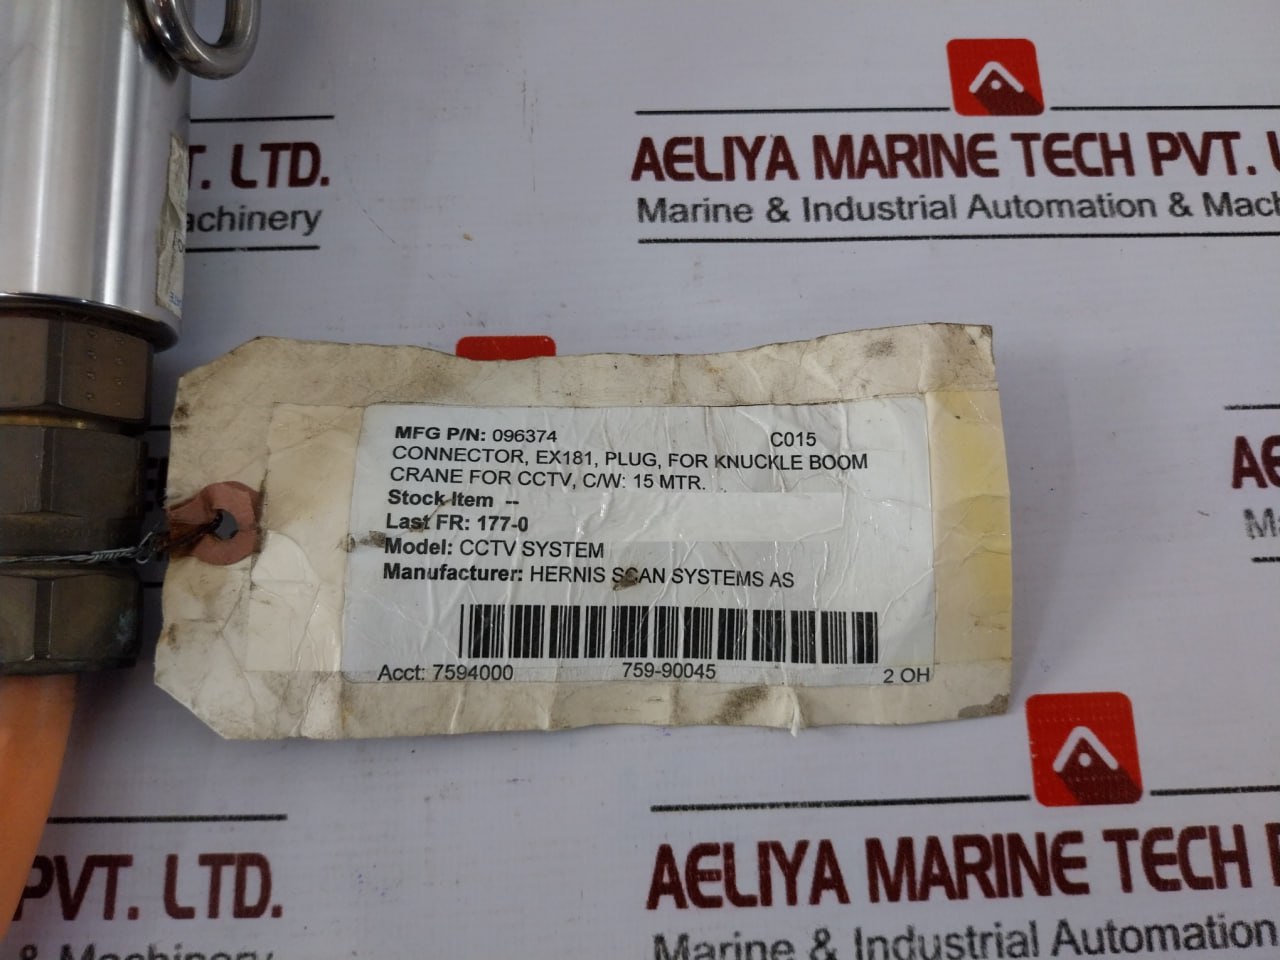 AELIYA MARINE TECH PVT.
Marine & Industrial Automation &
T. LTD.
achinery
MFG P/N: 096374 C015
CONNECTOR, EX181, PLUG, FOR KNUCKLE BOOM
CRANE FOR CCTV, C/W: 15 MTR.
Stock Item --
Last FR: 177-0
Model: CCTV SYSTEM
Manufacturer: HERNIS SCAN SYSTEMS AS
Acct: 7594000 759-90045 2 OH
PVT. LTD.
& Machinery
AELIYA MARINE TECH
Marine & Industrial Automation